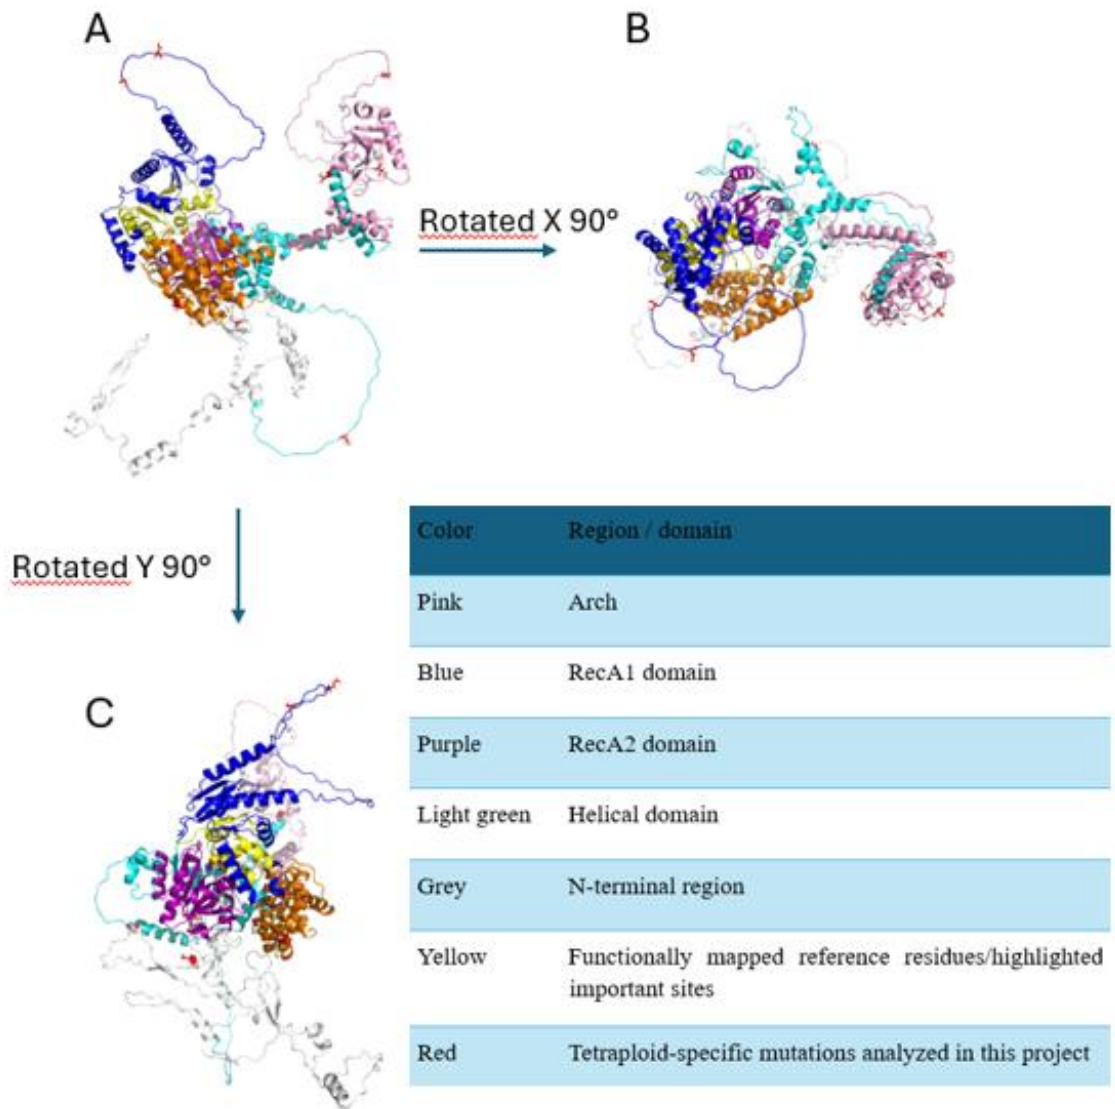 A
B
Rotated X 90°
Rotated Y 90°
C
Color Region / domain
Pink Arch
Blue RecA1 domain
Purple RecA2 domain
Light green Helical domain
Grey N-terminal region
Yellow Functionally mapped reference residues/highlighted
important sites
Red Tetraploid-specific mutations analyzed in this project